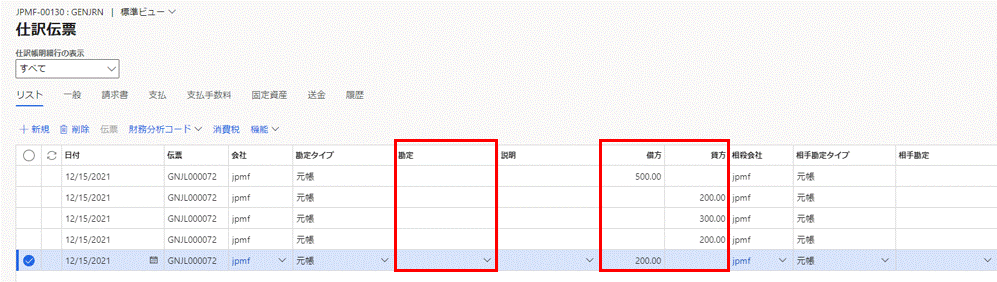 JPMF-00130 : GENJRN | 標準ビュー
仕訳伝票
仕訳帳明細行の表示
すべて
リスト 一般 請求書 支払 支払手数料 固定資産 送金 履歴
新規 削除 伝票 財務分析コード 消費税 機能
日付 伝票 会社 勘定タイプ 勘定 説明 借方 貸方 相殺会社 相手勘定タイプ 相手勘定
12/15/2021 GNJL000072 jpmf 元帳 500.00 jpmf 元帳
12/15/2021 GNJL000072 jpmf 元帳 200.00 jpmf 元帳
12/15/2021 GNJL000072 jpmf 元帳 300.00 jpmf 元帳
12/15/2021 GNJL000072 jpmf 元帳 200.00 jpmf 元帳
12/15/2021 GNJL000072 jpmf 元帳 200.00 jpmf 元帳